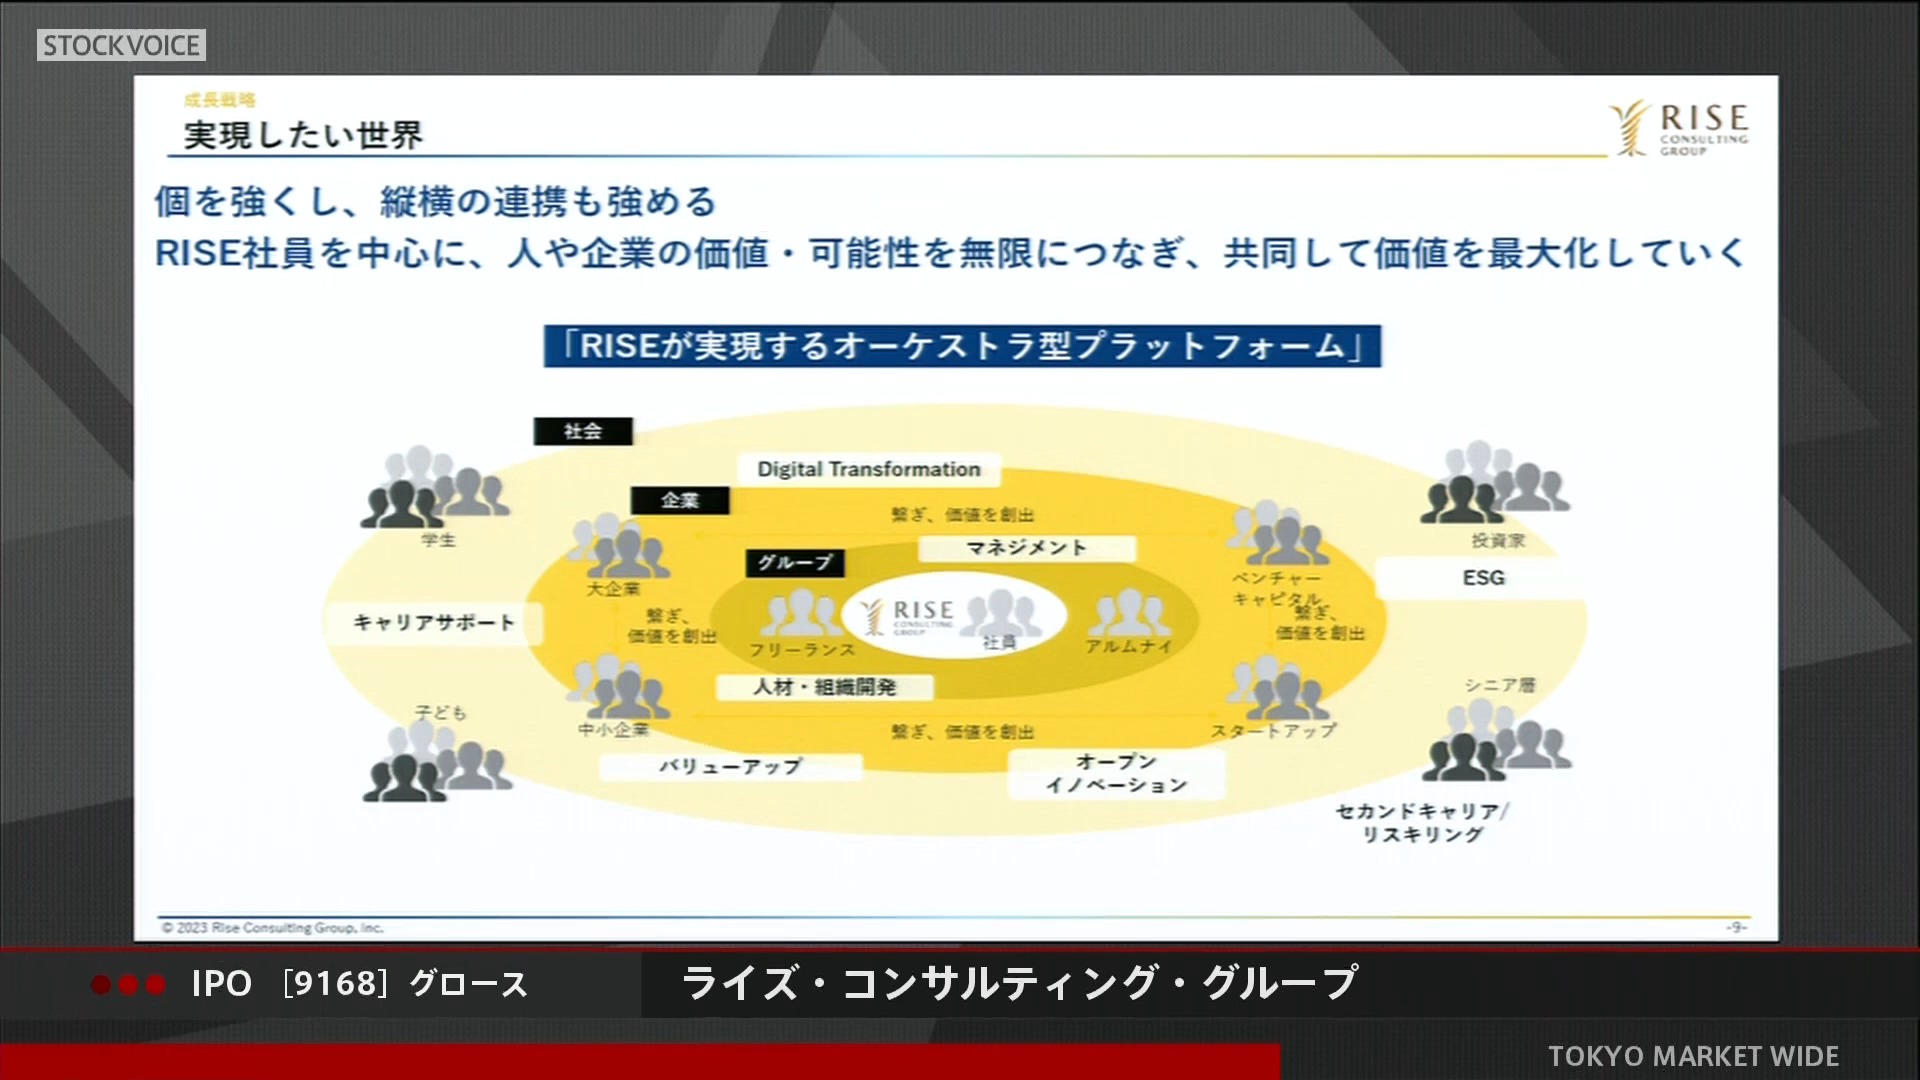 STOCKVOICE
成長戦略
実現したい世界
RISE
CONSULTING
GROUP
個を強くし、縦横の連携も強める
RISE社員を中心に、人や企業の価値・可能性を無限につなぎ、共同して価値を最大化していく
「RISEが実現するオーケストラ型プラットフォーム」
社会
Digital Transformation
企業
繋ぎ、価値を創出
学生
投資家
マネジメント
グループ
大企業
ベンチャー
キャピタル
ESG
キャリアサポート
繋ぎ、
価値を創出
RISE
CONSULTING
GROUP
社員
フリーランス
アルムナイ
繋ぎ、
価値を創出
人材・組織開発
シニア層
子ども
中小企業
繋ぎ、価値を創出
スタートアップ
バリューアップ
オープン
イノベーション
セカンドキャリア/
リスキリング
© 2023 Rise Consulting Group, Inc.
-9-
IPO [9168] グロース
ライズ・コンサルティング・グループ
TOKYO MARKET WIDE